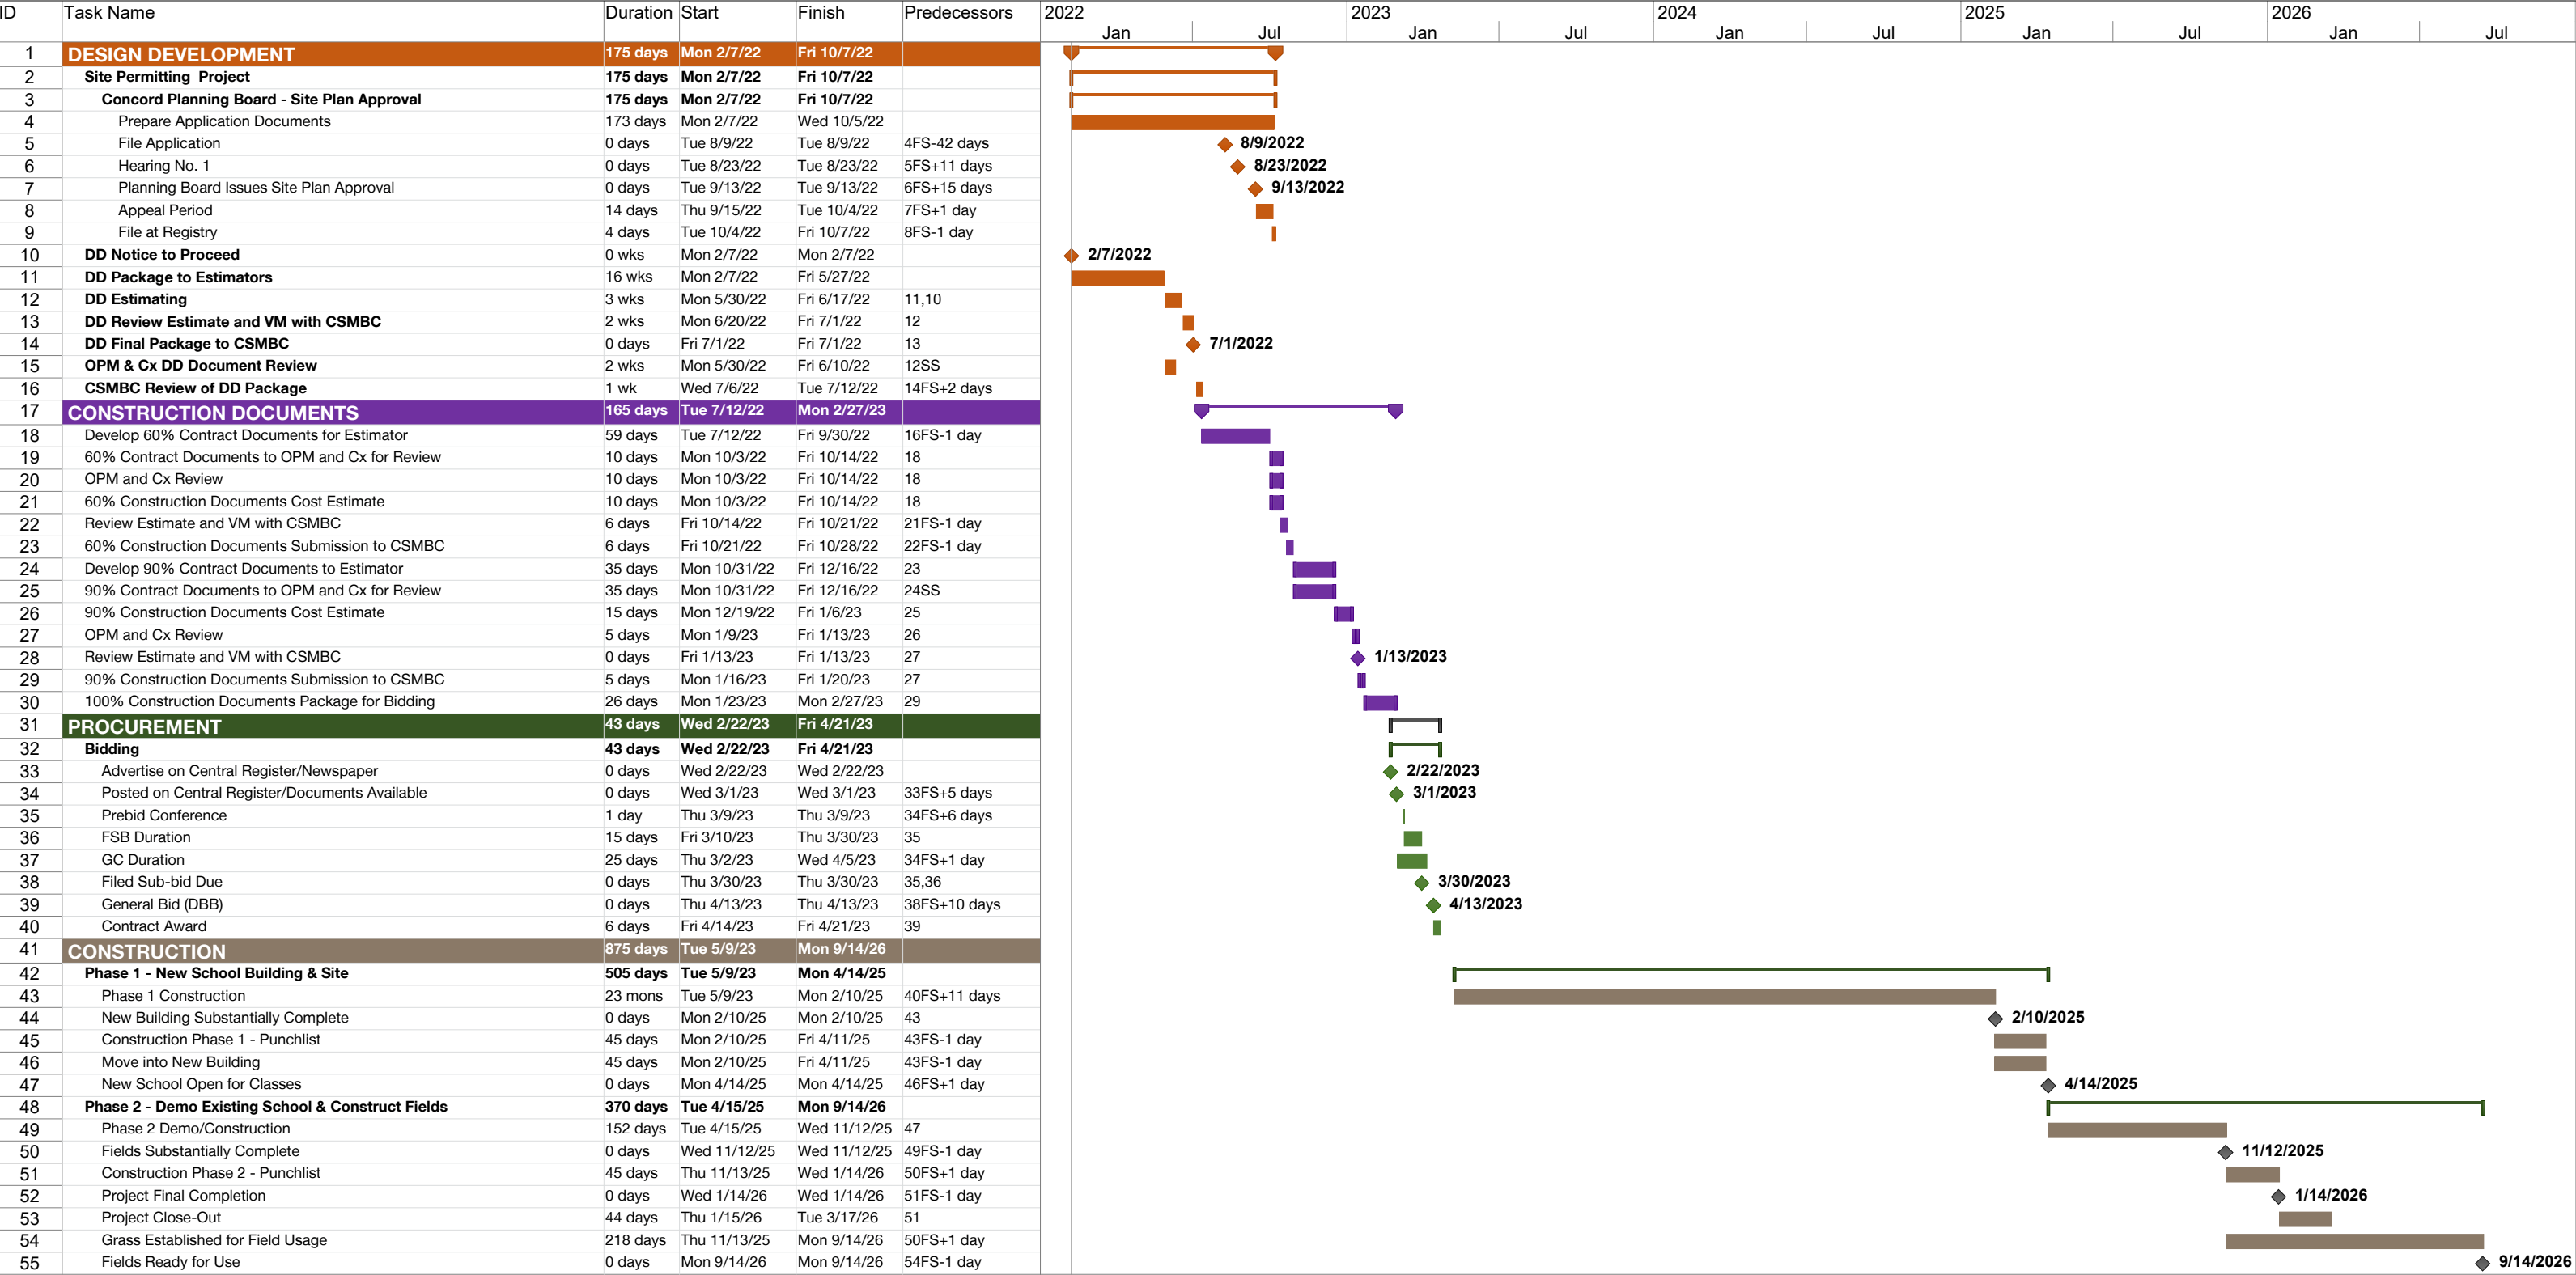 ID Task Name Duration Start Finish Predecessors 2022 2023 2024 2025 2026
Jan Jul Jan Jul Jan Jul Jan Jul Jan Jul
1 DESIGN DEVELOPMENT 175 days Mon 2/7/22 Fri 10/7/22
2 Site Permitting Project 175 days Mon 2/7/22 Fri 10/7/22
3 Concord Planning Board - Site Plan Approval 175 days Mon 2/7/22 Fri 10/7/22
4 Prepare Application Documents 173 days Mon 2/7/22 Wed 10/5/22
5 File Application 0 days Tue 8/9/22 Tue 8/9/22 4FS-42 days 8/9/2022
6 Hearing No. 1 0 days Tue 8/23/22 Tue 8/23/22 5FS+11 days 8/23/2022
7 Planning Board Issues Site Plan Approval 0 days Tue 9/13/22 Tue 9/13/22 6FS+15 days 9/13/2022
8 Appeal Period 14 days Thu 9/15/22 Tue 10/4/22 7FS+1 day
9 File at Registry 4 days Tue 10/4/22 Fri 10/7/22 8FS-1 day
10 DD Notice to Proceed 0 wks Mon 2/7/22 Mon 2/7/22 2/7/2022
11 DD Package to Estimators 16 wks Mon 2/7/22 Fri 5/27/22
12 DD Estimating 3 wks Mon 5/30/22 Fri 6/17/22 11,10
13 DD Review Estimate and VM with CSMBC 2 wks Mon 6/20/22 Fri 7/1/22 12
14 DD Final Package to CSMBC 0 days Fri 7/1/22 Fri 7/1/22 13 7/1/2022
15 OPM & Cx DD Document Review 2 wks Mon 5/30/22 Fri 6/10/22 12SS
16 CSMBC Review of DD Package 1 wk Wed 7/6/22 Tue 7/12/22 14FS+2 days
17 CONSTRUCTION DOCUMENTS 165 days Tue 7/12/22 Mon 2/27/23
18 Develop 60% Contract Documents for Estimator 59 days Tue 7/12/22 Fri 9/30/22 16FS-1 day
19 60% Contract Documents to OPM and Cx for Review 10 days Mon 10/3/22 Fri 10/14/22 18
20 OPM and Cx Review 10 days Mon 10/3/22 Fri 10/14/22 18
21 60% Construction Documents Cost Estimate 10 days Mon 10/3/22 Fri 10/14/22 18
22 Review Estimate and VM with CSMBC 6 days Fri 10/14/22 Fri 10/21/22 21FS-1 day
23 60% Construction Documents Submission to CSMBC 6 days Fri 10/21/22 Fri 10/28/22 22FS-1 day
24 Develop 90% Contract Documents to Estimator 35 days Mon 10/31/22 Fri 12/16/22 23
25 90% Contract Documents to OPM and Cx for Review 35 days Mon 10/31/22 Fri 12/16/22 24SS
26 90% Construction Documents Cost Estimate 15 days Mon 12/19/22 Fri 1/6/23 25
27 OPM and Cx Review 5 days Mon 1/9/23 Fri 1/13/23 26
28 Review Estimate and VM with CSMBC 0 days Fri 1/13/23 Fri 1/13/23 27 1/13/2023
29 90% Construction Documents Submission to CSMBC 5 days Mon 1/16/23 Fri 1/20/23 27
30 100% Construction Documents Package for Bidding 26 days Mon 1/23/23 Mon 2/27/23 29
31 PROCUREMENT 43 days Wed 2/22/23 Fri 4/21/23
32 Bidding 43 days Wed 2/22/23 Fri 4/21/23
33 Advertise on Central Register/Newspaper 0 days Wed 2/22/23 Wed 2/22/23 2/22/2023
34 Posted on Central Register/Documents Available 0 days Wed 3/1/23 Wed 3/1/23 33FS+5 days 3/1/2023
35 Prebid Conference 1 day Thu 3/9/23 Thu 3/9/23 34FS+6 days
36 FSB Duration 15 days Fri 3/10/23 Thu 3/30/23 35
37 GC Duration 25 days Thu 3/2/23 Wed 4/5/23 34FS+1 day
38 Filed Sub-bid Due 0 days Thu 3/30/23 Thu 3/30/23 35,36 3/30/2023
39 General Bid (DBB) 0 days Thu 4/13/23 Thu 4/13/23 38FS+10 days 4/13/2023
40 Contract Award 6 days Fri 4/14/23 Fri 4/21/23 39
41 CONSTRUCTION 875 days Tue 5/9/23 Mon 9/14/26
42 Phase 1 - New School Building & Site 505 days Tue 5/9/23 Mon 4/14/25
43 Phase 1 Construction 23 mons Tue 5/9/23 Mon 2/10/25 40FS+11 days
44 New Building Substantially Complete 0 days Mon 2/10/25 Mon 2/10/25 43 2/10/2025
45 Construction Phase 1 - Punchlist 45 days Mon 2/10/25 Fri 4/11/25 43FS-1 day
46 Move into New Building 45 days Mon 2/10/25 Fri 4/11/25 43FS-1 day
47 New School Open for Classes 0 days Mon 4/14/25 Mon 4/14/25 46FS+1 day 4/14/2025
48 Phase 2 - Demo Existing School & Construct Fields 370 days Tue 4/15/25 Mon 9/14/26
49 Phase 2 Demo/Construction 152 days Tue 4/15/25 Wed 11/12/25 47
50 Fields Substantially Complete 0 days Wed 11/12/25 Wed 11/12/25 49FS-1 day 11/12/2025
51 Construction Phase 2 - Punchlist 45 days Thu 11/13/25 Wed 1/14/26 50FS+1 day
52 Project Final Completion 0 days Wed 1/14/26 Wed 1/14/26 51FS-1 day 1/14/2026
53 Project Close-Out 44 days Thu 1/15/26 Tue 3/17/26 51
54 Grass Established for Field Usage 218 days Thu 11/13/25 Mon 9/14/26 50FS+1 day
55 Fields Ready for Use 0 days Mon 9/14/26 Mon 9/14/26 54FS-1 day 9/14/2026